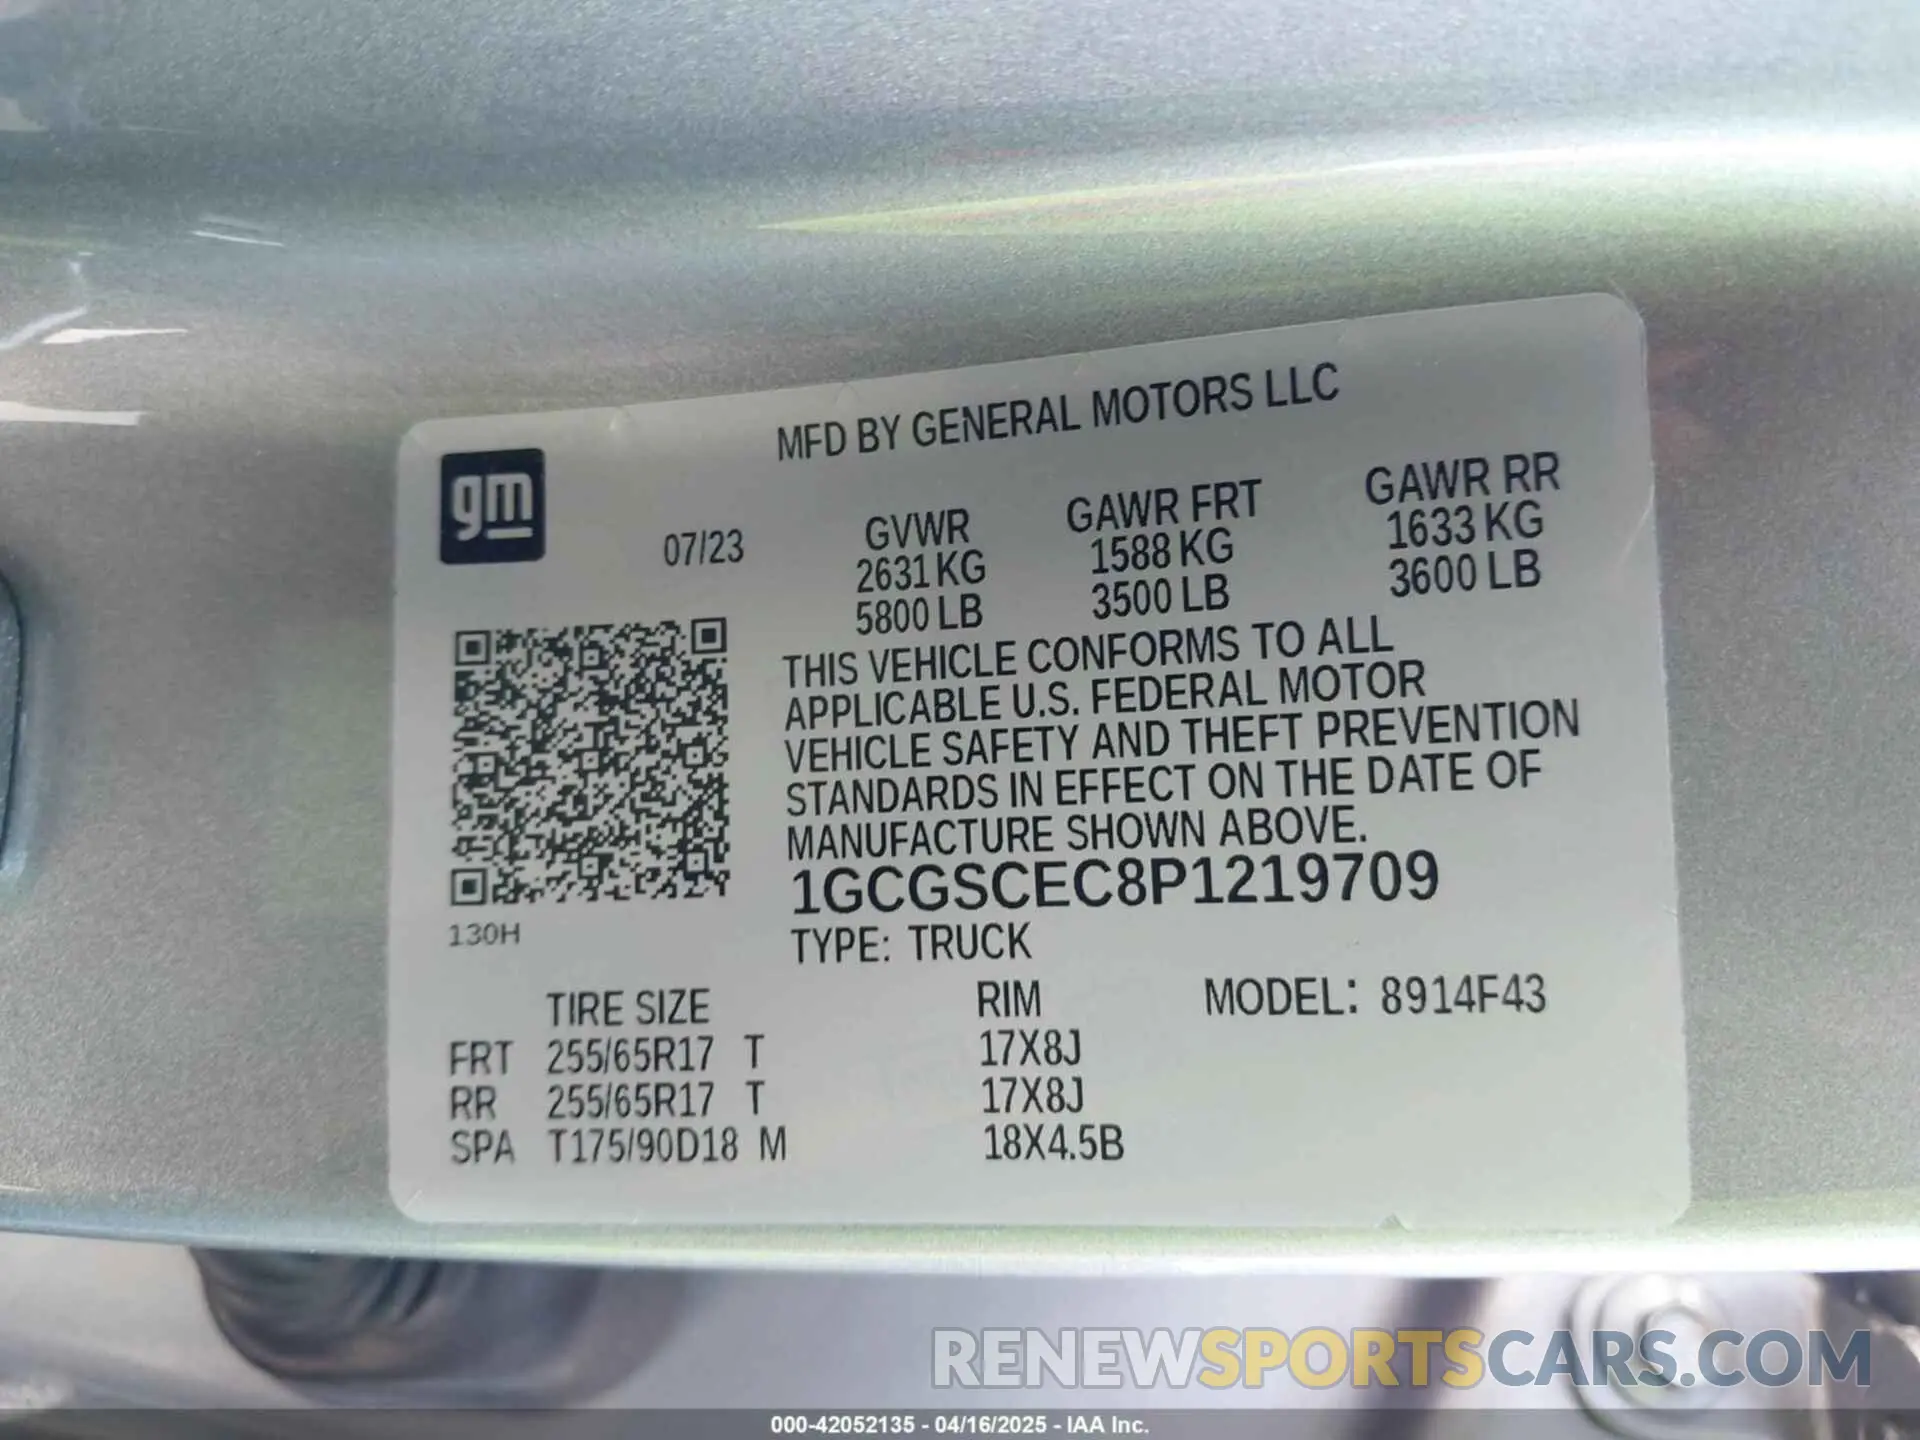 MFD BY GENERAL MOTORS LLC
gm
07/23
GVWR
2631 KG
5800 LB
GAWR FRT
1588 KG
3500 LB
GAWR RR
1633 KG
3600 LB
THIS VEHICLE CONFORMS TO ALL
APPLICABLE U.S. FEDERAL MOTOR
VEHICLE SAFETY AND THEFT PREVENTION
STANDARDS IN EFFECT ON THE DATE OF
MANUFACTURE SHOWN ABOVE.
1GCGSCEC8P1219709
130H
TYPE: TRUCK
TIRE SIZE RIM MODEL: 8914F43
FRT 255/65R17 T 17X8J
RR 255/65R17 T 17X8J
SPA T175/90D18 M 18X4.5B
RENEWSPORTSCARS.COM
000-42052135 - 04/16/2025 - IAA Inc.